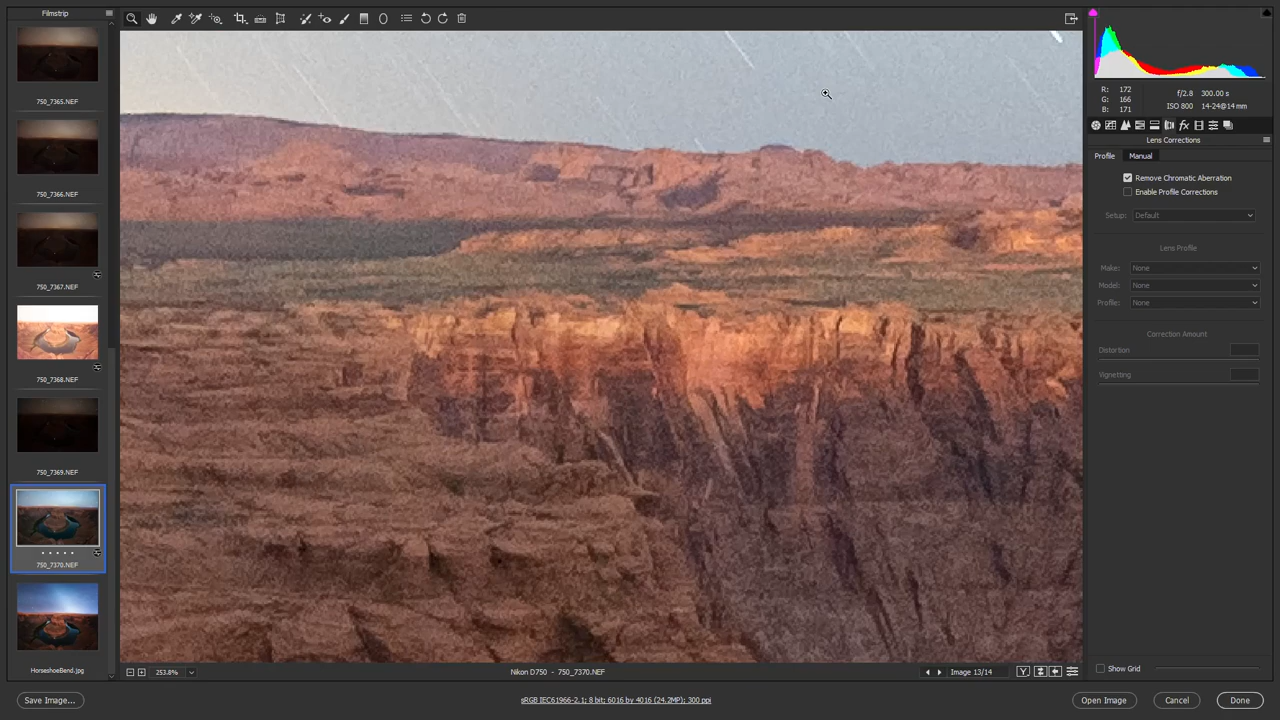 Filmstrip
750_7365.NEF
750_7366.NEF
750_7367.NEF
750_7368.NEF
750_7369.NEF
750_7370.NEF
HorseshoeBend.jpg
Save Image...
253.8%
Nikon D750 - 750_7370.NEF
Image 13/14
sRGB IEC61966-2.1; 8 bit; 6016 by 4016 (24.2MP); 300 ppi
R: 172
G: 166
B: 171
f/2.8 300.00 s
ISO 800 14-24@14 mm
Lens Corrections
Profile Manual
Remove Chromatic Aberration
Enable Profile Corrections
Setup: Default
Lens Profile
Make: None
Model: None
Profile: None
Correction Amount
Distortion
Vignetting
Show Grid
Open Image
Cancel
Done